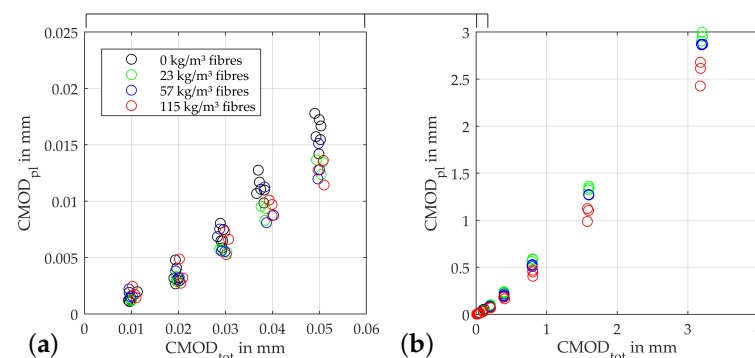 0.025
0.02
0.015
0.01
0.005
0
CMOD_pl in mm
0 kg/m³ fibres
23 kg/m³ fibres
57 kg/m³ fibres
115 kg/m³ fibres
0 0.01 0.02 0.03 0.04 0.05 0.06
CMOD_tot in mm
(a)
3
2.5
2
1.5
1
0.5
0
CMOD_pl in mm
0 1 2 3
CMOD_tot in mm
(b)